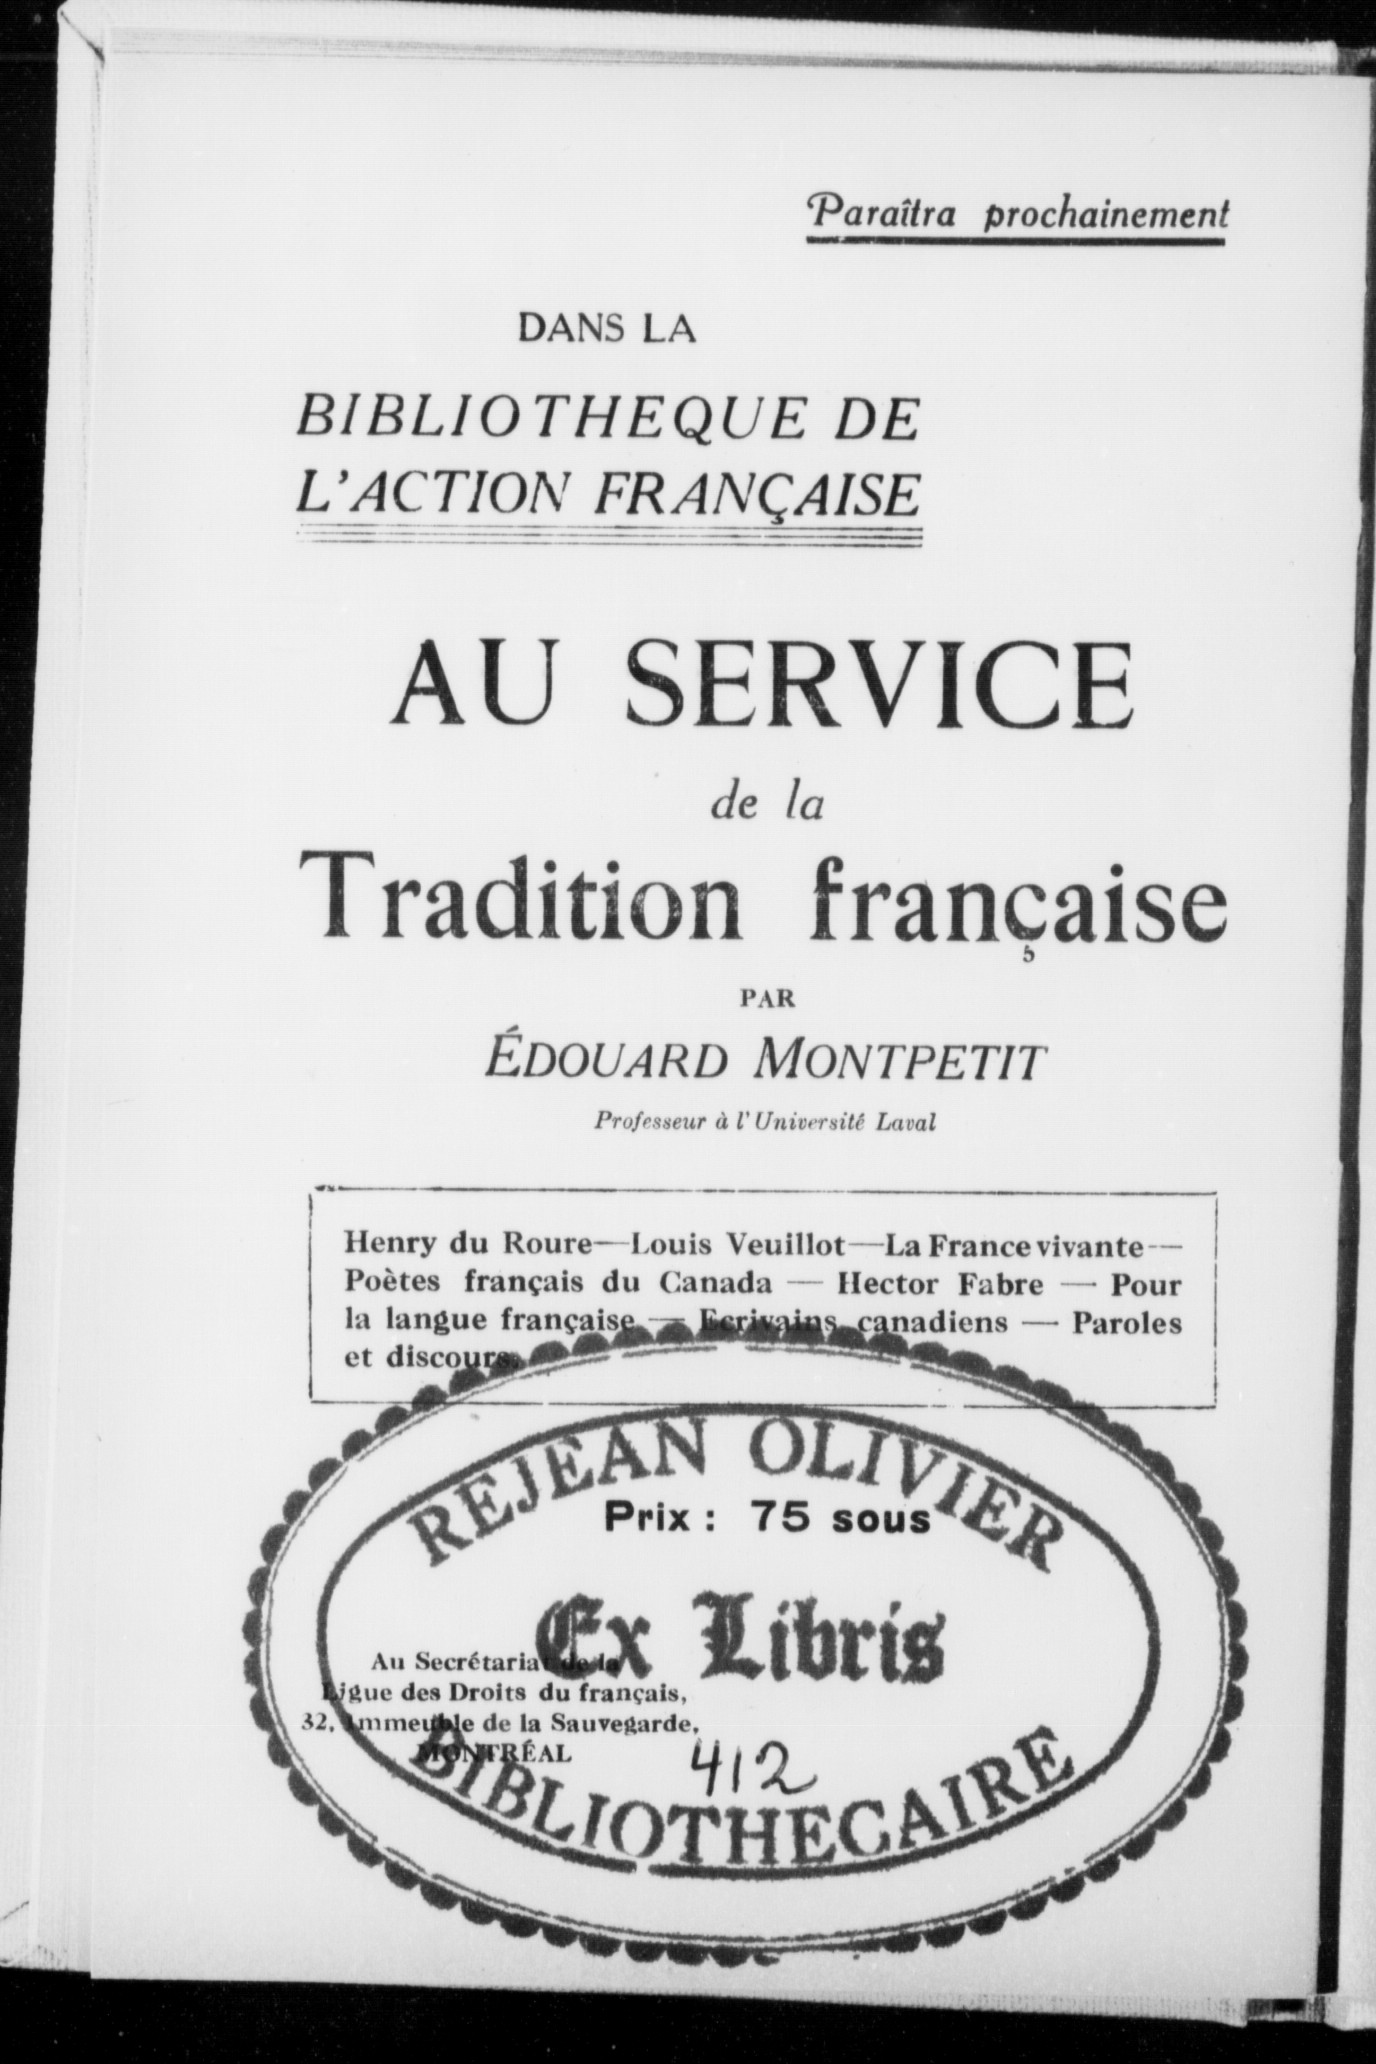 Paraîtra prochainement
DANS LA
BIBLIOTHEQUE DE
L'ACTION FRANÇAISE
AU SERVICE
de la
Tradition française
PAR
ÉDOUARD MONTPETIT
Professeur à l'Université Laval
Henry du Roure—Louis Veuillot—La France vivante—
Poètes français du Canada — Hector Fabre — Pour
la langue française — Ecrivains canadiens — Paroles
et discours.
REJEAN OLIVIER
Prix : 75 sous
Ex Libris
Au Secrétariat de la
Ligue des Droits du français,
32, Immeuble de la Sauvegarde,
MONTRÉAL
412
BIBLIOTHECAIRE